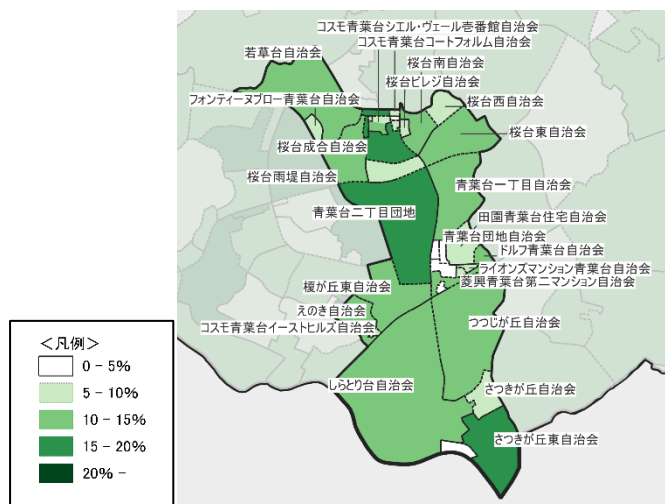 コスモ青葉台シエル・ヴェール壱番館自治会
コスモ青葉台コートフォルム自治会
若草台自治会
桜台南自治会
桜台ビレジ自治会
フォンティーヌブロー青葉台自治会
桜台西自治会
桜台東自治会
桜台成合自治会
桜台雨堤自治会
青葉台一丁目自治会
青葉台二丁目団地
田園青葉台住宅自治会
青葉台団地自治会
ドルフ青葉台自治会
ライオンズマンション青葉台自治会
榎が丘東自治会
菱興青葉台第二マンション自治会
えのき自治会
コスモ青葉台イーストヒルズ自治会
つつじが丘自治会
しらとり台自治会
さつきが丘自治会
さつきが丘東自治会
＜凡例＞
0 - 5%
5 - 10%
10 - 15%
15 - 20%
20% -